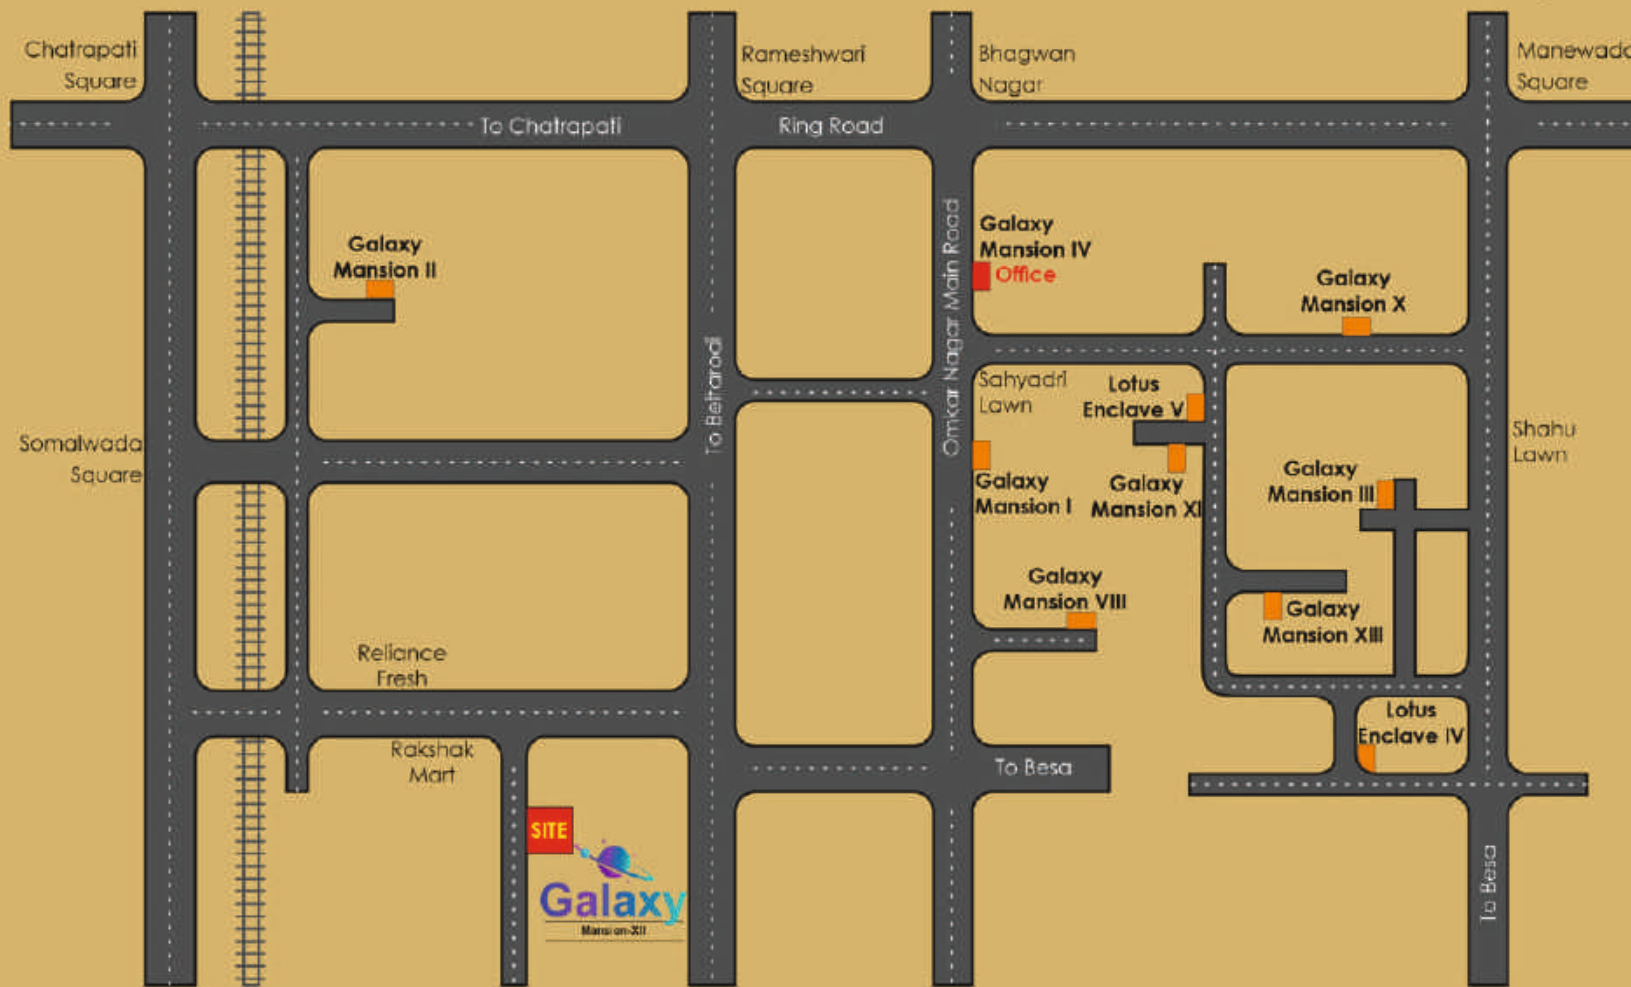 Chatrapati
Square
Rameshwari
Square
Bhagwan
Nagar
Manewada
Square
To Chatrapati
Ring Road
Galaxy
Mansion II
Galaxy
Mansion IV
Office
Galaxy
Mansion X
Omkar Nagar Main Road
To Beltarodi
Sahyadri
Lawn
Lotus
Enclave V
Somalwada
Square
Shahu
Lawn
Galaxy
Mansion I
Galaxy
Mansion XI
Galaxy
Mansion III
Galaxy
Mansion VIII
Galaxy
Mansion XIII
Reliance
Fresh
Rakshak
Mart
Lotus
Enclave IV
To Besa
SITE
Galaxy
Mansion-XII
To Besa